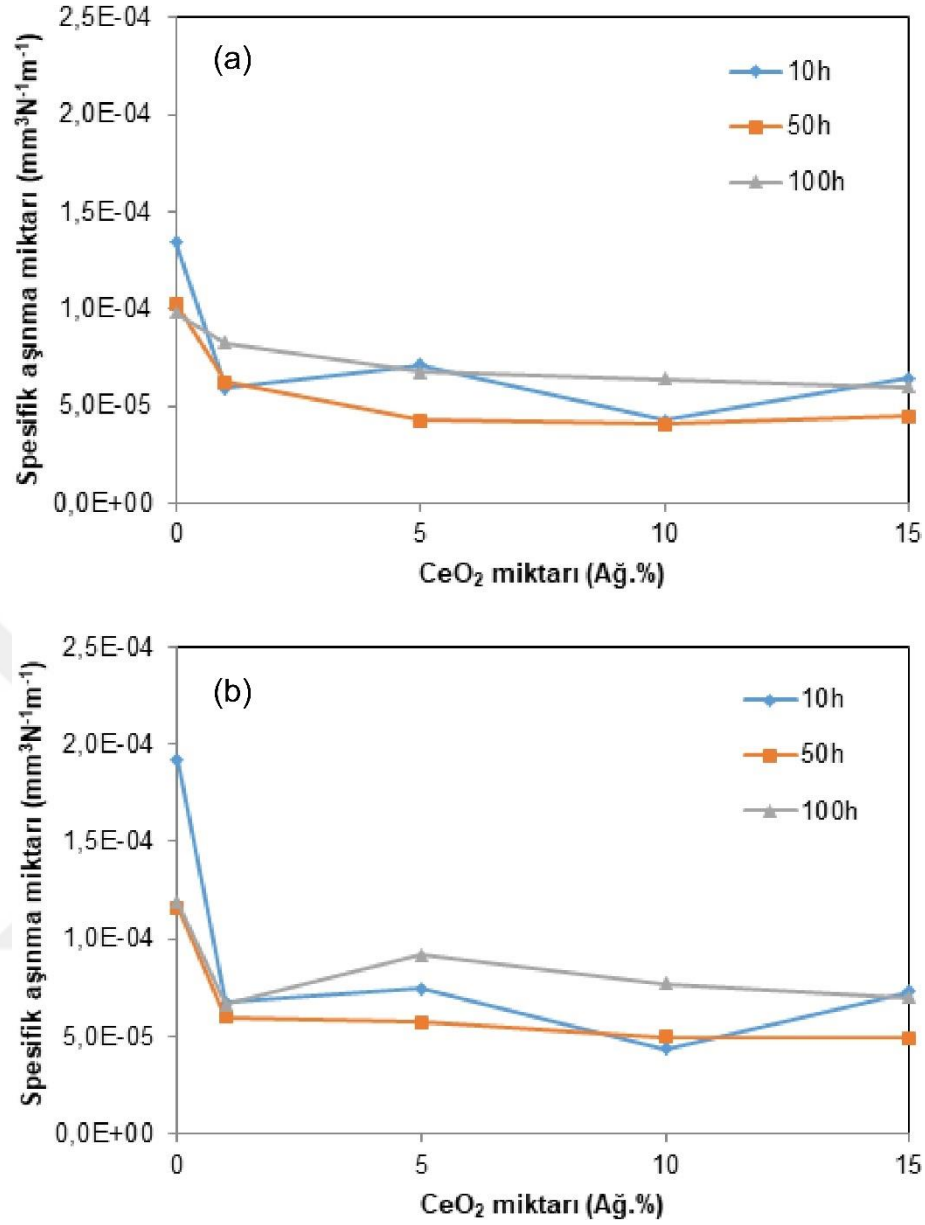 2,5E-04
2,0E-04
1,5E-04
1,0E-04
5,0E-05
0,0E+00
Spesifik aşınma miktarı (mm³N⁻¹m⁻¹)
(a)
10h
50h
100h
0 5 10 15
CeO₂ miktarı (Ağ.%)
2,5E-04
2,0E-04
1,5E-04
1,0E-04
5,0E-05
0,0E+00
Spesifik aşınma miktarı (mm³N⁻¹m⁻¹)
(b)
10h
50h
100h
0 5 10 15
CeO₂ miktarı (Ağ.%)